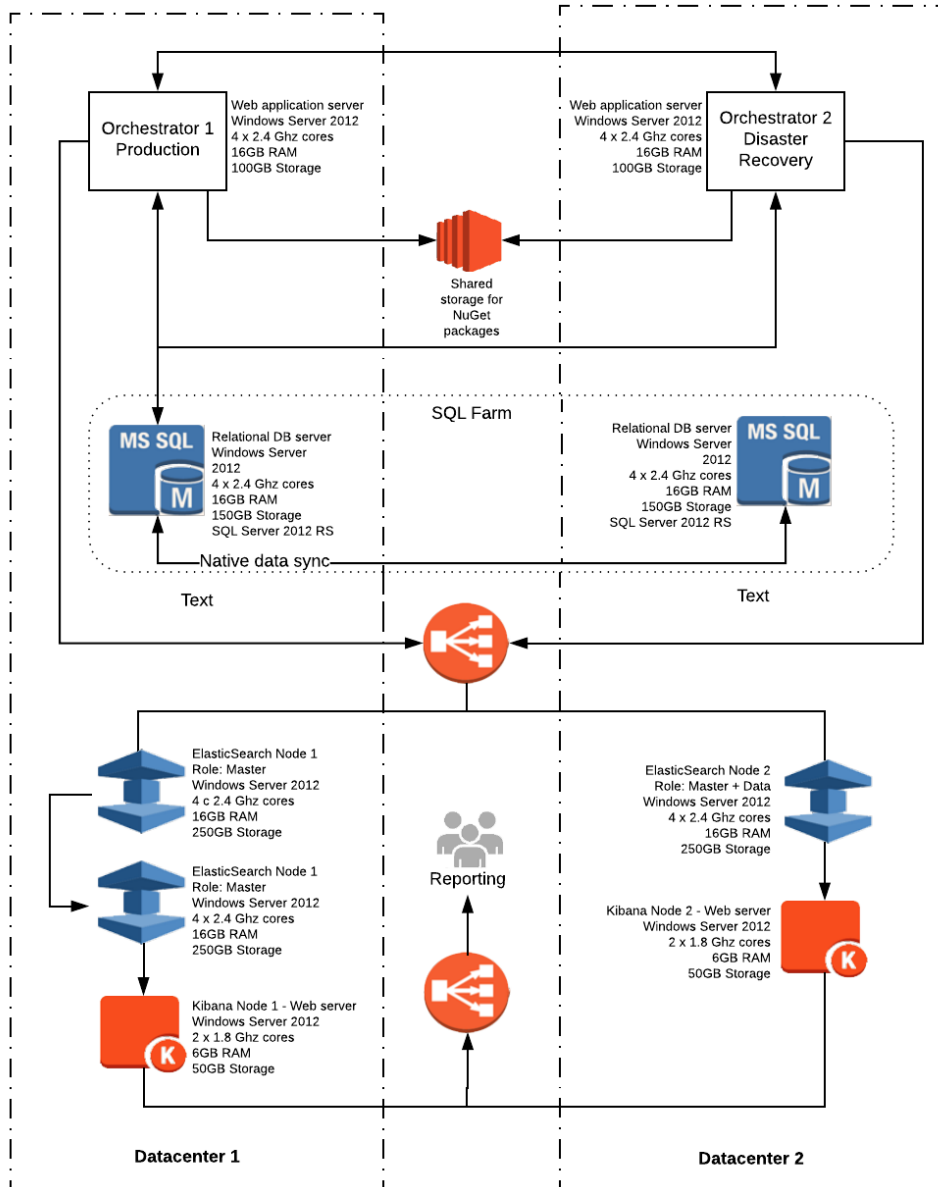 Orchestrator 1
Production
Web application server
Windows Server 2012
4 x 2.4 Ghz cores
16GB RAM
100GB Storage
Web application server
Windows Server 2012
4 x 2.4 Ghz cores
16GB RAM
100GB Storage
Orchestrator 2
Disaster
Recovery
Shared
storage for
NuGet
packages
SQL Farm
MS SQL
M
Relational DB server
Windows Server
2012
4 x 2.4 Ghz cores
16GB RAM
150GB Storage
SQL Server 2012 RS
Relational DB server
Windows Server
2012
4 x 2.4 Ghz cores
16GB RAM
150GB Storage
SQL Server 2012 RS
MS SQL
M
Native data sync
Text
Text
ElasticSearch Node 1
Role: Master
Windows Server 2012
4 c 2.4 Ghz cores
16GB RAM
250GB Storage
ElasticSearch Node 2
Role: Master + Data
Windows Server 2012
4 x 2.4 Ghz cores
16GB RAM
250GB Storage
ElasticSearch Node 1
Role: Master
Windows Server 2012
4 x 2.4 Ghz cores
16GB RAM
250GB Storage
Reporting
Kibana Node 2 - Web server
Windows Server 2012
2 x 1.8 Ghz cores
6GB RAM
50GB Storage
K
Kibana Node 1 - Web server
Windows Server 2012
2 x 1.8 Ghz cores
6GB RAM
50GB Storage
K
Datacenter 1
Datacenter 2